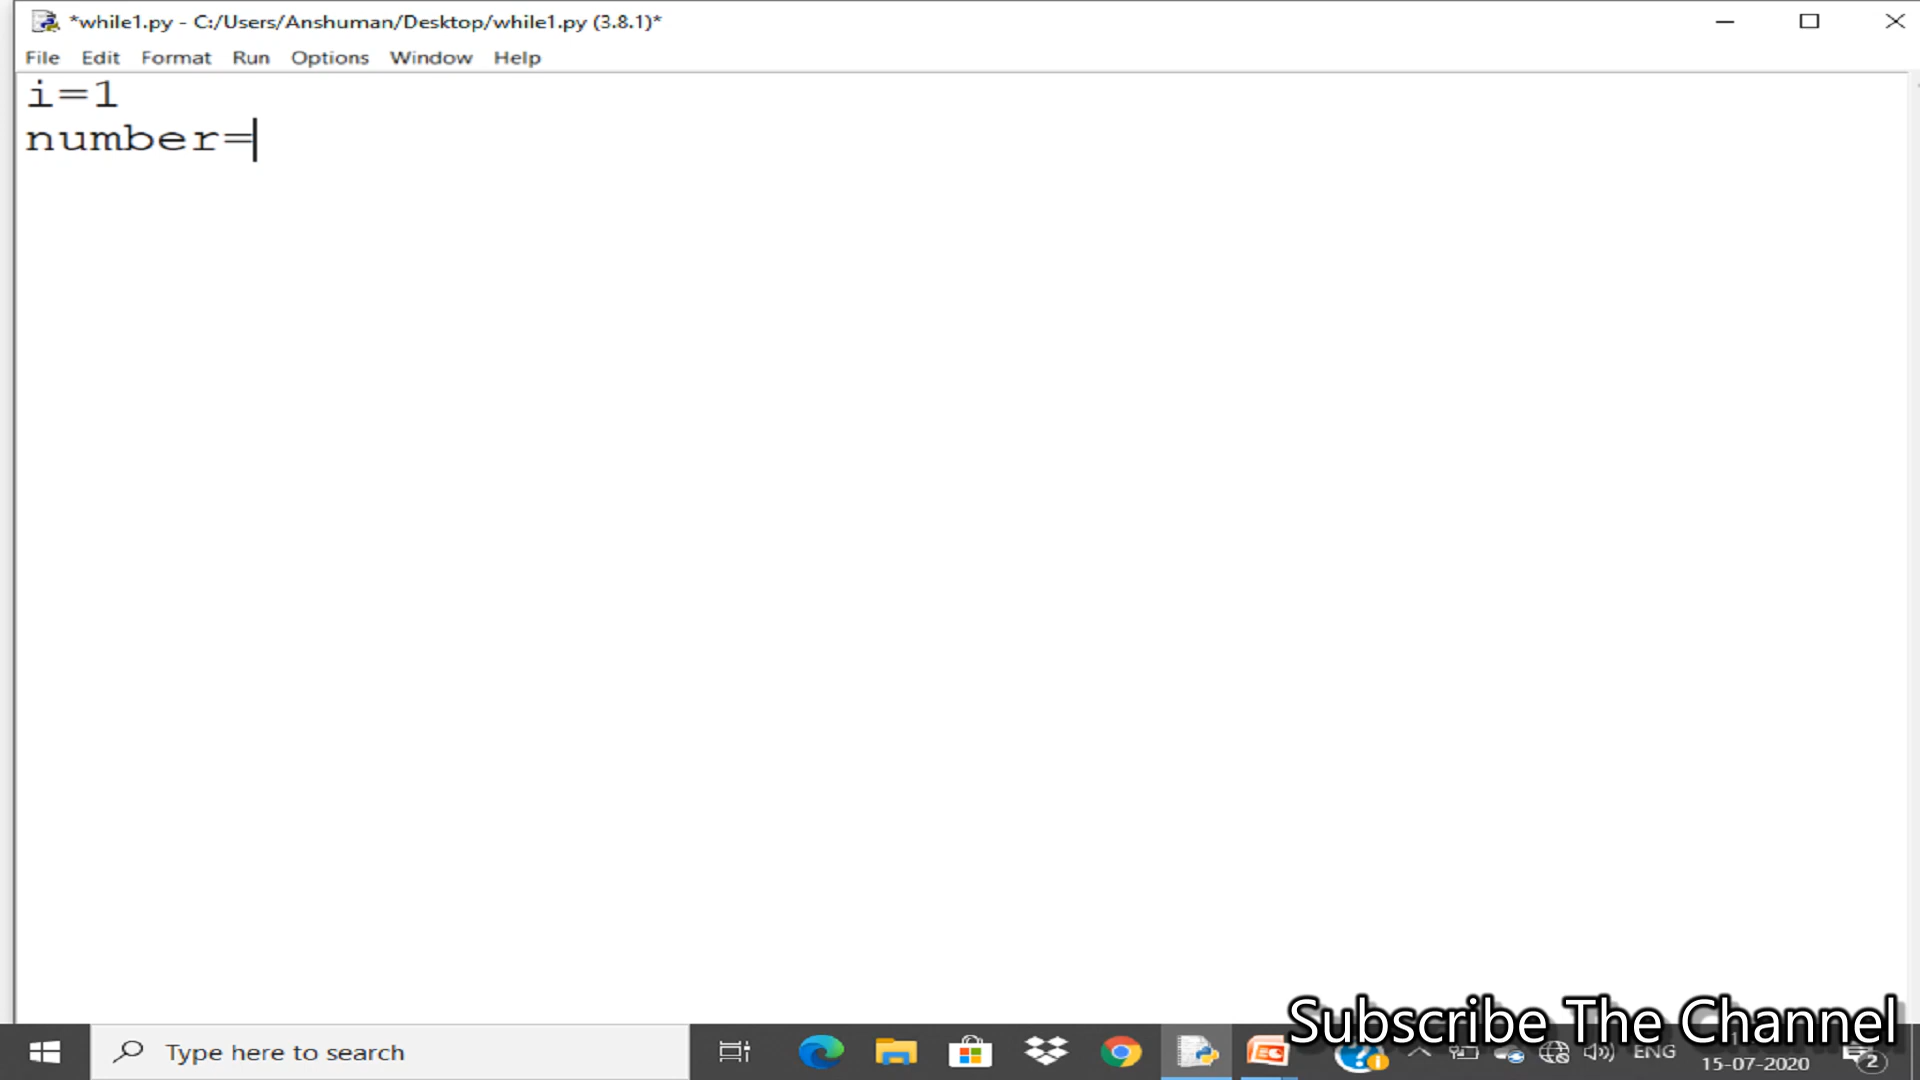 *while1.py - C:/Users/Anshuman/Desktop/while1.py (3.8.1)*
File Edit Format Run Options Window Help
i=1
number=
Subscribe The Channel
Type here to search
ENG
15-07-2020
2